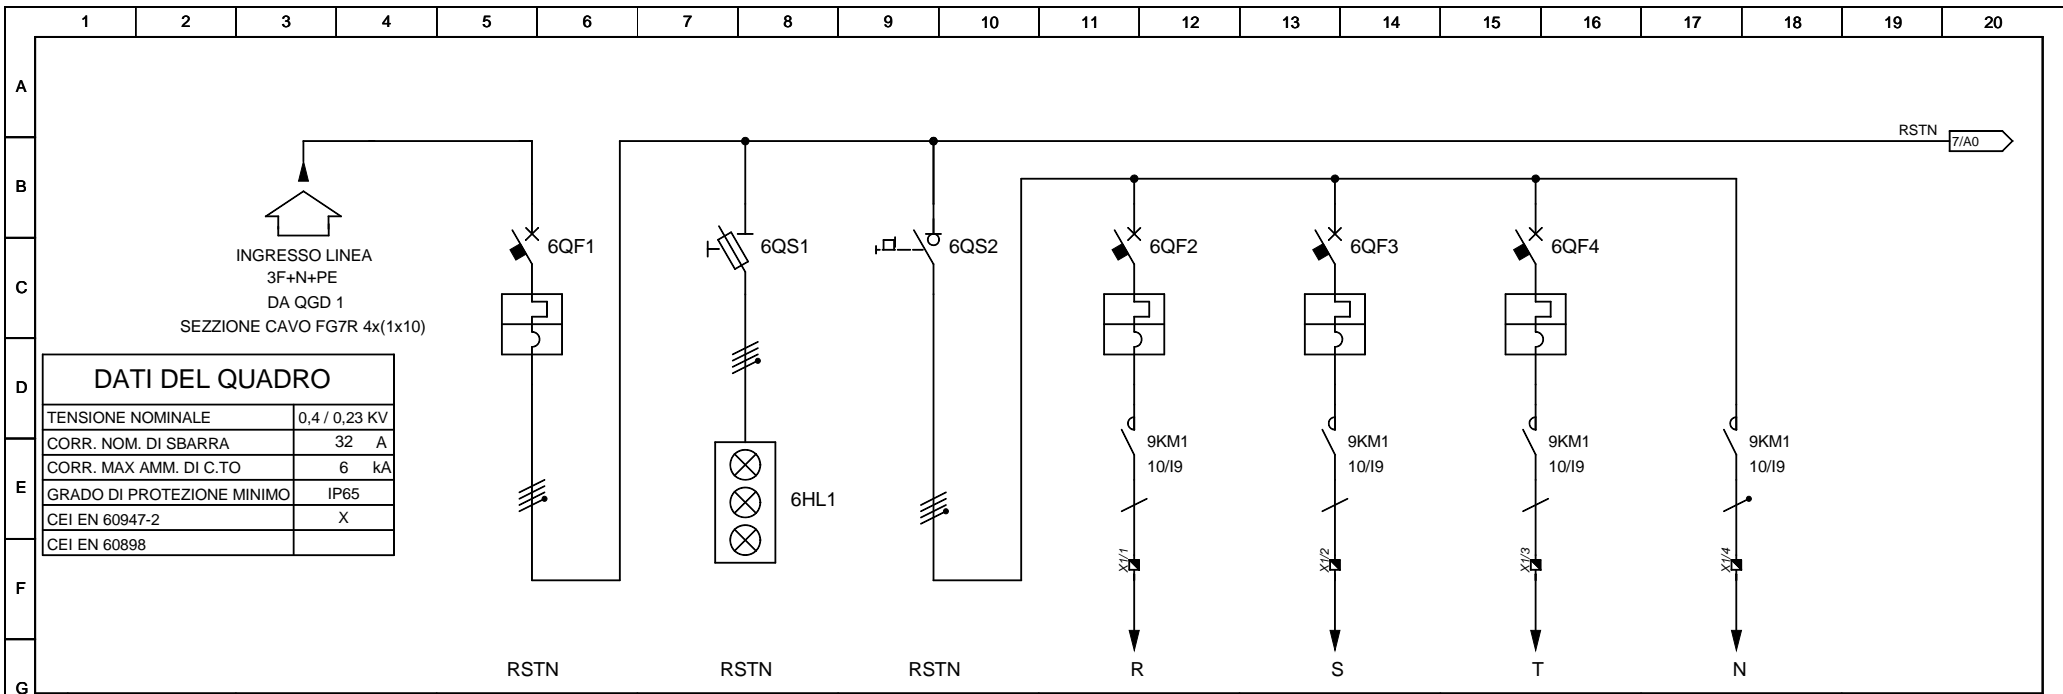 1 2 3 4 5 6 7 8 9 10 11 12 13 14 15 16 17 18 19 20
A
RSTN
7/A0
B
INGRESSO LINEA
3F+N+PE
DA QGD 1
SEZZIONE CAVO FG7R 4x(1x10)
6QF1
6QS1
6QS2
6QF2
6QF3
6QF4
C
D
DATI DEL QUADRO
TENSIONE NOMINALE 0,4 / 0,23 KV
CORR. NOM. DI SBARRA 32 A
CORR. MAX AMM. DI C.TO 6 kA
GRADO DI PROTEZIONE MINIMO IP65
CEI EN 60947-2 X
CEI EN 60898
9KM1
10/I9
9KM1
10/I9
9KM1
10/I9
9KM1
10/I9
E
6HL1
X1/1
X1/2
X1/3
X1/4
F
RSTN
RSTN
RSTN
R
S
T
N
G